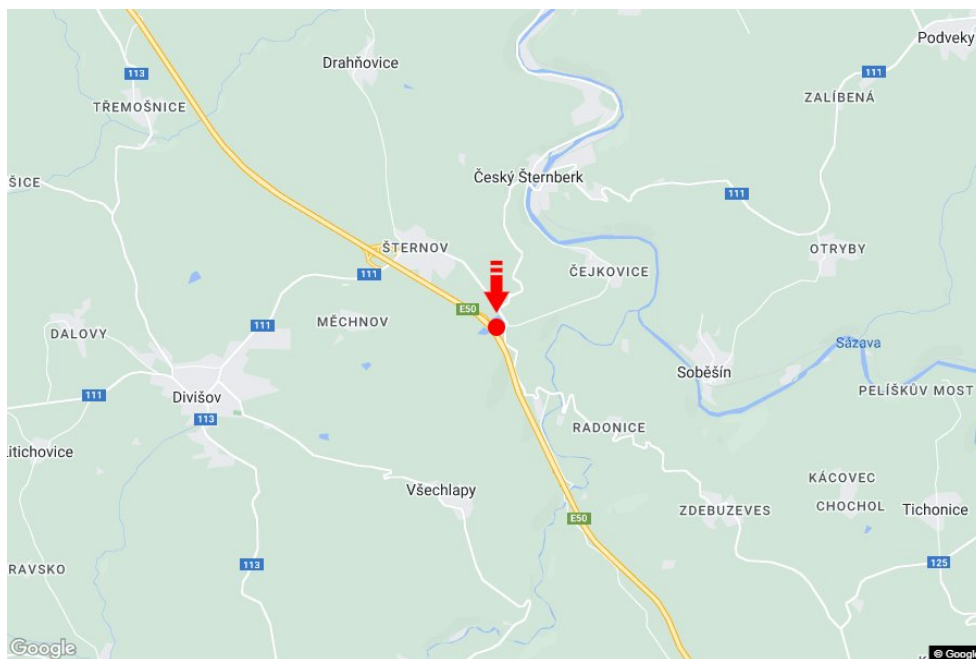 Podveky
Drahňovice
113
111
ZALÍBENÁ
TŘEMOŠNICE
Český Šternberk
ŠICE
111
ŠTERNOV
OTRYBY
ČEJKOVICE
111
E50
MĚCHNOV
111
DALOVY
Sázava
Soběšín
PELÍŠKŮV MOST
Divišov
111
113
RADONICE
Litichovice
KÁCOVEC
Všechlapy
CHOCHOL
Tichonice
ZDEBUZEVES
E50
113
125
RAVSKO
Google
© Googl